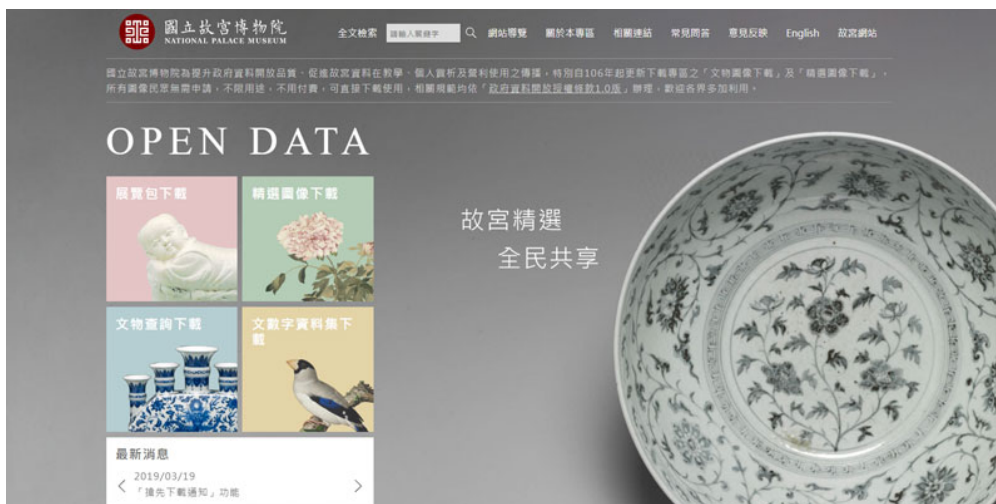 國立故宮博物院
NATIONAL PALACE MUSEUM
全文檢索 請輸入關鍵字 網站導覽 關於本專區 相關連結 常見問答 意見反映 English 故宮網站
國立故宮博物院為提升政府資料開放品質、促進故宮資料在教學、個人賞析及營利使用之傳播，特別自106年起更新下載專區之「文物圖像下載」及「精選圖像下載」，
所有圖像民眾無需申請，不限用途，不用付費，可直接下載使用，相關規範均依「政府資料開放授權條款1.0版」辦理，歡迎各界多加利用。
OPEN DATA
展覽包下載
精選圖像下載
故宮精選
全民共享
文物查詢下載
文數字資料集下
載
最新消息
2019/03/19
「搶先下載通知」功能